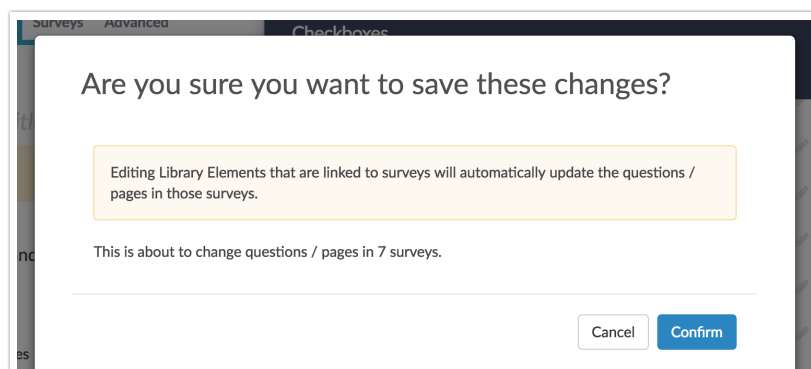 Surveys Advanced
Checkboxes
Are you sure you want to save these changes?
Editing Library Elements that are linked to surveys will automatically update the questions /
pages in those surveys.
This is about to change questions / pages in 7 surveys.
Cancel Confirm